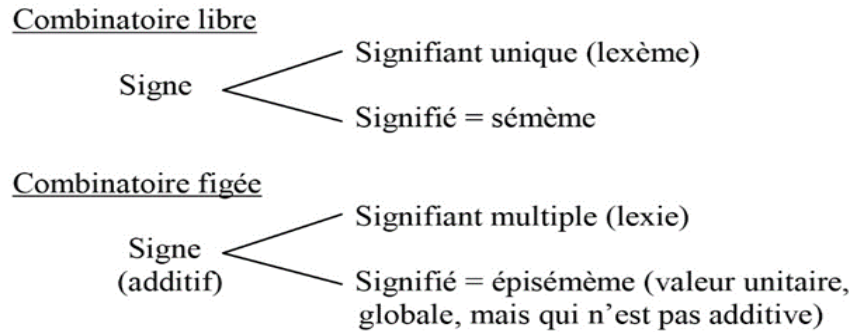 Combinatoire libre
Signifiant unique (lexème)
Signe
Signifié = sémème
Combinatoire figée
Signifiant multiple (lexie)
Signe
(additif)
Signifié = épisémème (valeur unitaire,
globale, mais qui n'est pas additive)